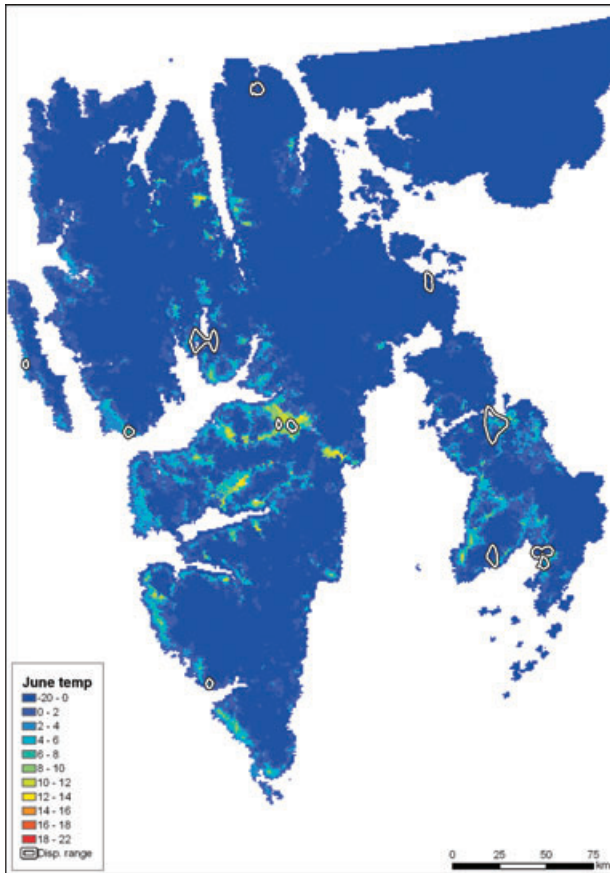 June temp
-20 - 0
0 - 2
2 - 4
4 - 6
6 - 8
8 - 10
10 - 12
12 - 14
14 - 16
16 - 18
18 - 22
Disp. range
0 25 50 75
km